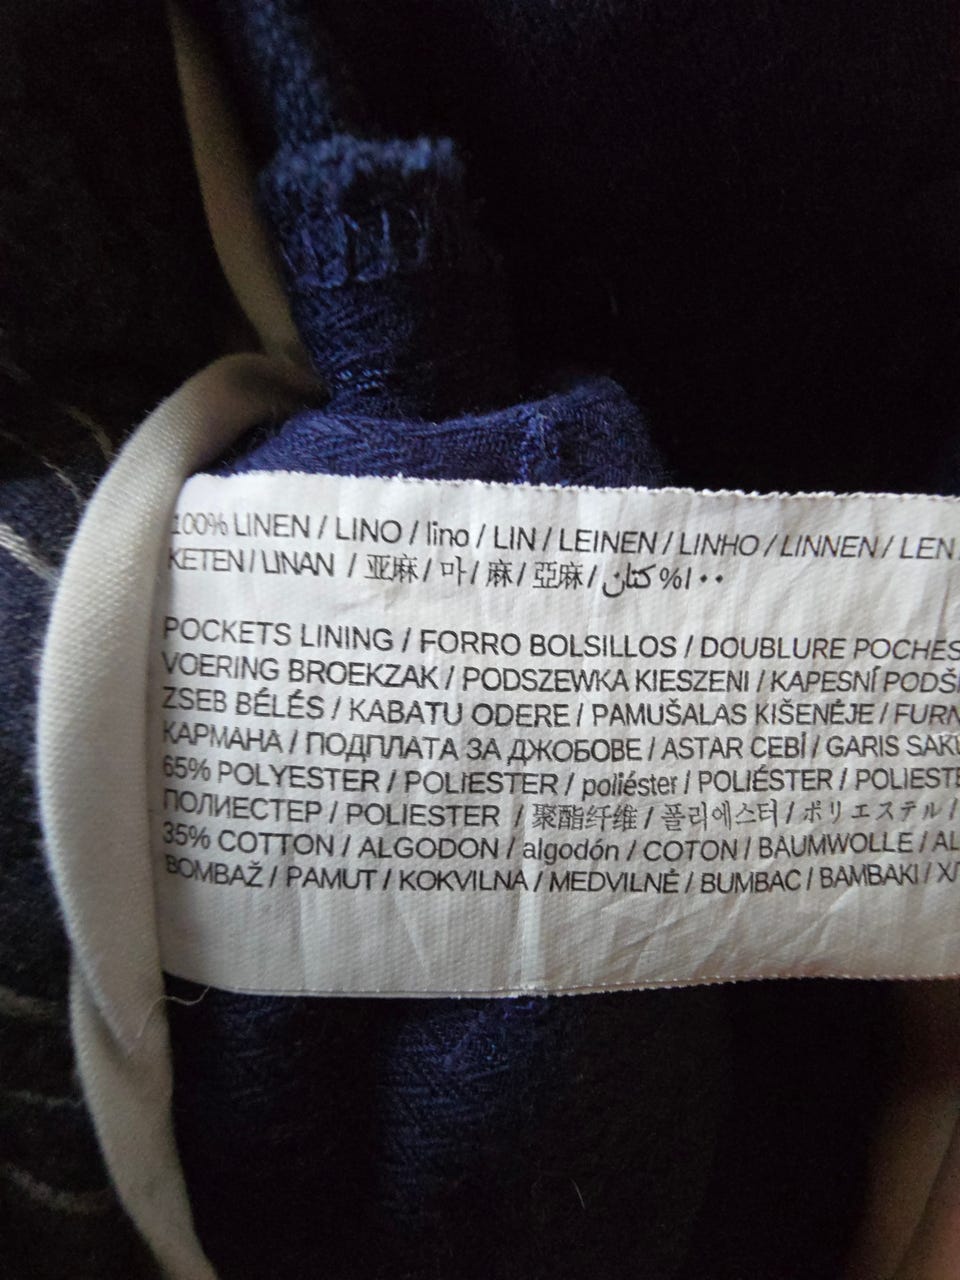 100% LINEN / LINO / lino / LIN / LEINEN / LINHO / LINNEN / LEN
KETEN / LINAN / 亚麻 / 마 / 麻 / 亞麻 / كتان %١٠٠
POCKETS LINING / FORRO BOLSILLOS / DOUBLURE POCHES
VOERING BROEKZAK / PODSZEWKA KIESZENI / KAPESNÍ PODŠ
ZSEB BÉLÉS / KABATU ODERE / PAMUŠALAS KIŠENĖJE / FURN
КАРМАНА / ПОДПЛАТА ЗА ДЖОБОВЕ / ASTAR CEBİ / GARIS SAKU
65% POLYESTER / POLIESTER / poliéster / POLIÉSTER / POLIESTE
ПОЛИЕСТЕР / POLIESTER / 聚酯纤维 / 폴리에스터 / ポリエステル /
35% COTTON / ALGODON / algodón / COTON / BAUMWOLLE / AL
BOMBAŽ / PAMUT / KOKVILNA / MEDVILNĖ / BUMBAC / BAMBAKI / ХЛ